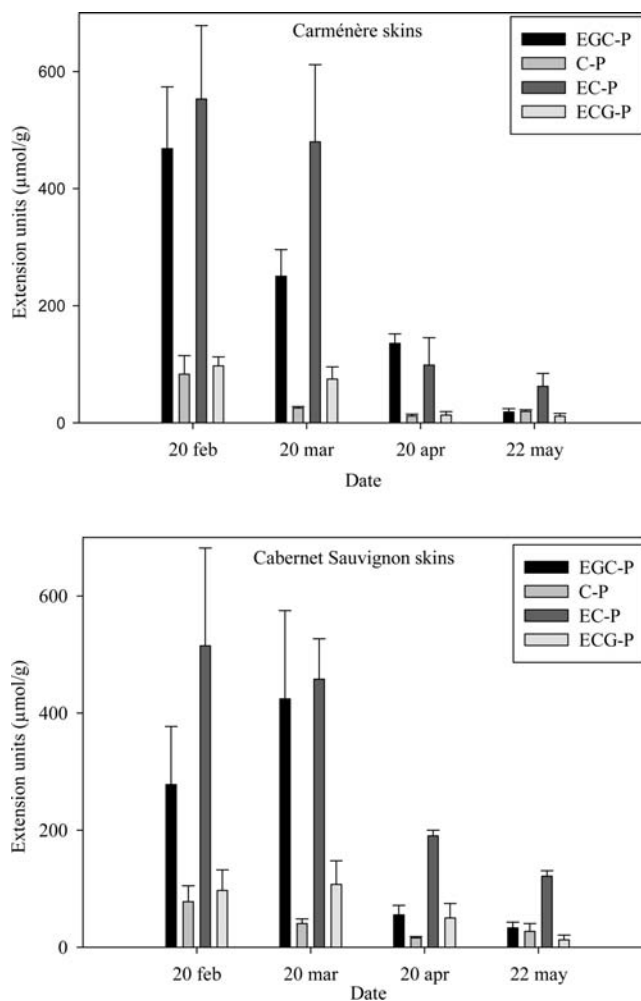 Carménère skins
EGC-P
C-P
EC-P
ECG-P
Extension units (µmol/g)
600
400
200
0
20 feb 20 mar 20 apr 22 may
Date
Cabernet Sauvignon skins
EGC-P
C-P
EC-P
ECG-P
Extension units (µmol/g)
600
400
200
0
20 feb 20 mar 20 apr 22 may
Date